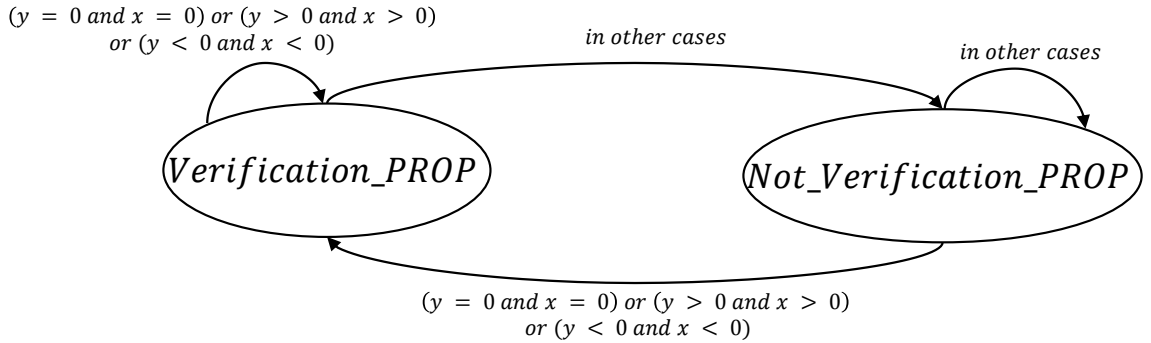 (y = 0 and x = 0) or (y > 0 and x > 0)
or (y < 0 and x < 0)
in other cases
in other cases
Verification_PROP
Not_Verification_PROP
(y = 0 and x = 0) or (y > 0 and x > 0)
or (y < 0 and x < 0)